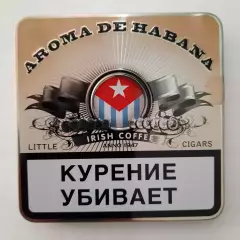 AROMA DE HABANA
IRISH COFFEE
LITTLE CIGARS
КУРЕНИЕ
УБИВАЕТ